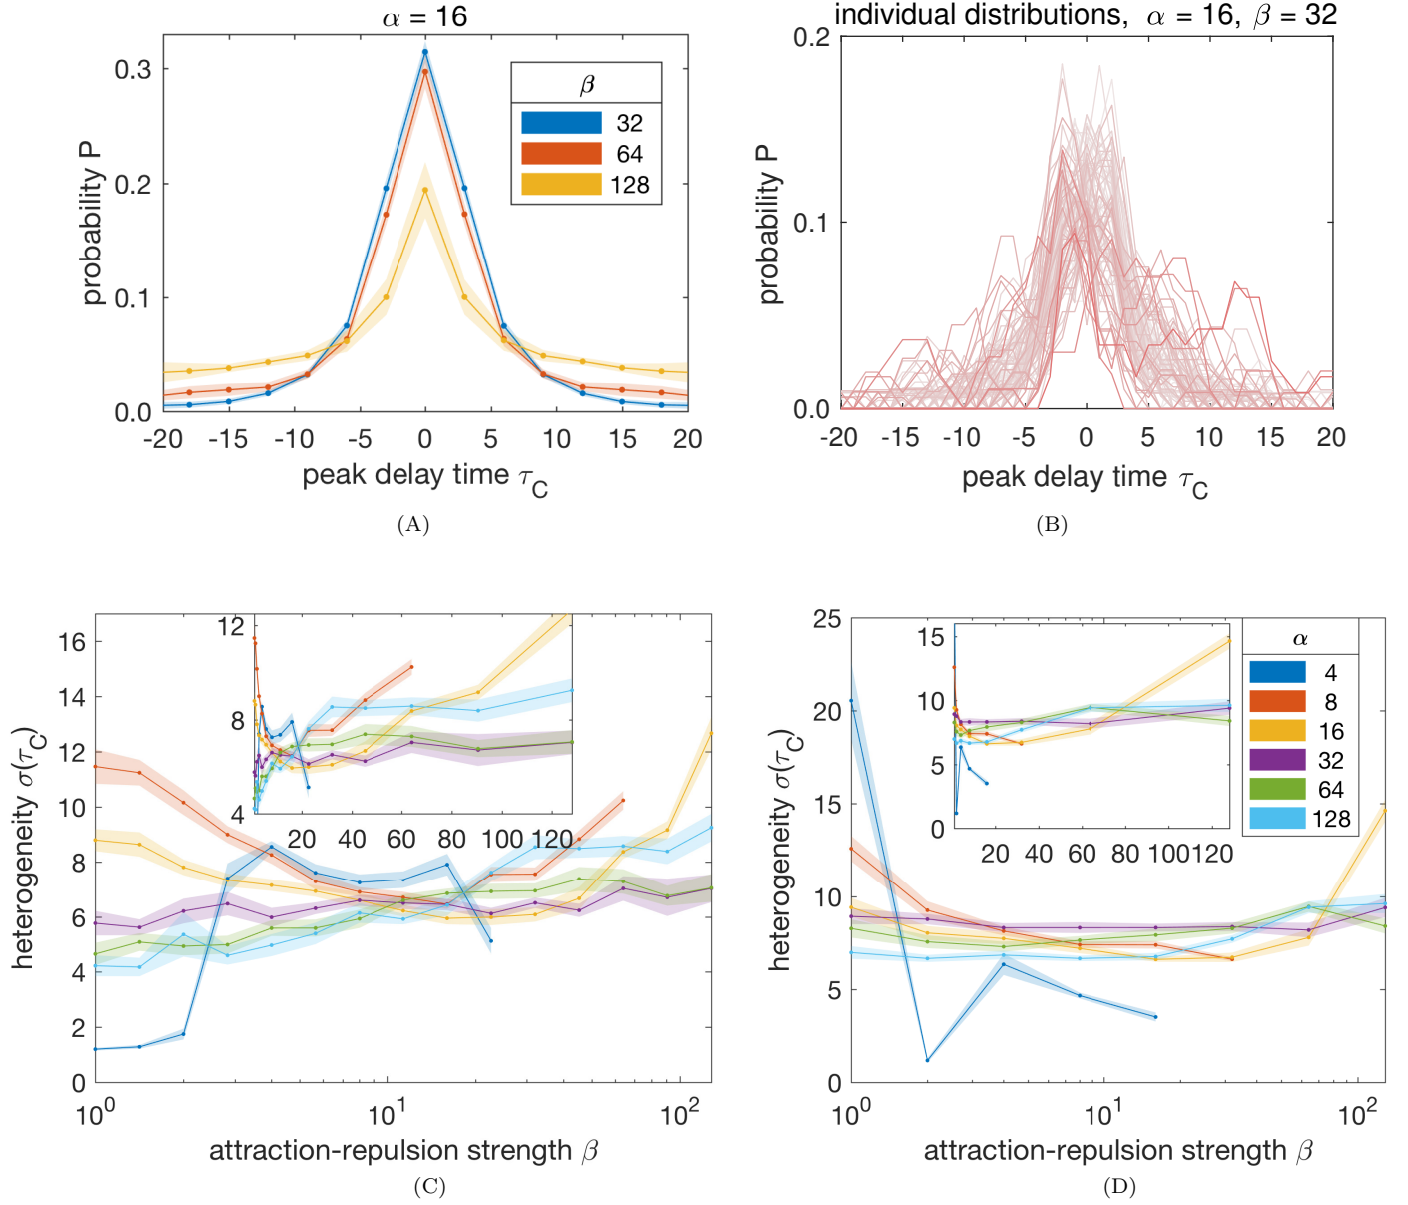 α = 16
probability P
0.3
0.2
0.1
0.0
-20 -15 -10 -5 0 5 10 15 20
peak delay time τC
β
32
64
128
(A)
individual distributions, α = 16, β = 32
probability P
0.2
0.1
0.0
-20 -15 -10 -5 0 5 10 15 20
peak delay time τC
(B)
heterogeneity σ(τC)
16
14
12
10
8
6
4
2
0
10^0 10^1 10^2
attraction-repulsion strength β
12
8
4
20 40 60 80 100 120
(C)
heterogeneity σ(τC)
25
20
15
10
5
0
10^0 10^1 10^2
attraction-repulsion strength β
15
10
5
0
20 40 60 80 100 120
α
4
8
16
32
64
128
(D)